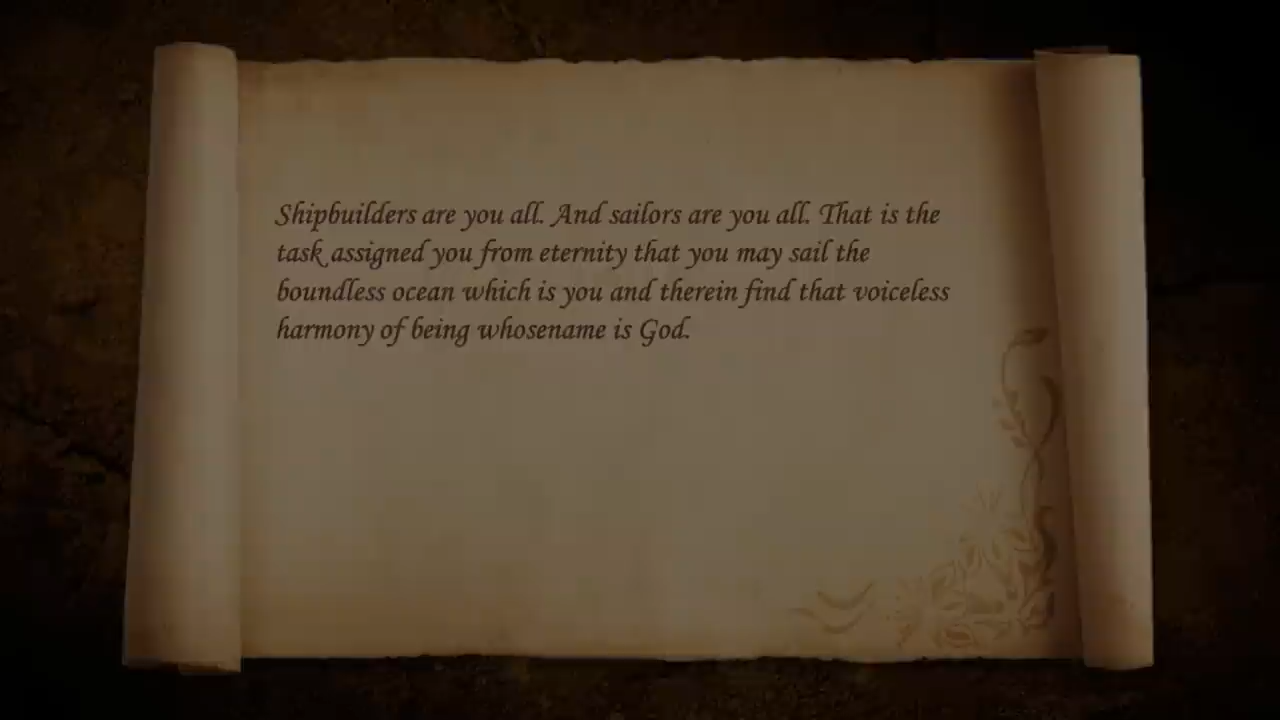 Shipbuilders are you all. And sailors are you all. That is the
task assigned you from eternity that you may sail the
boundless ocean which is you and therein find that voiceless
harmony of being whosename is God.